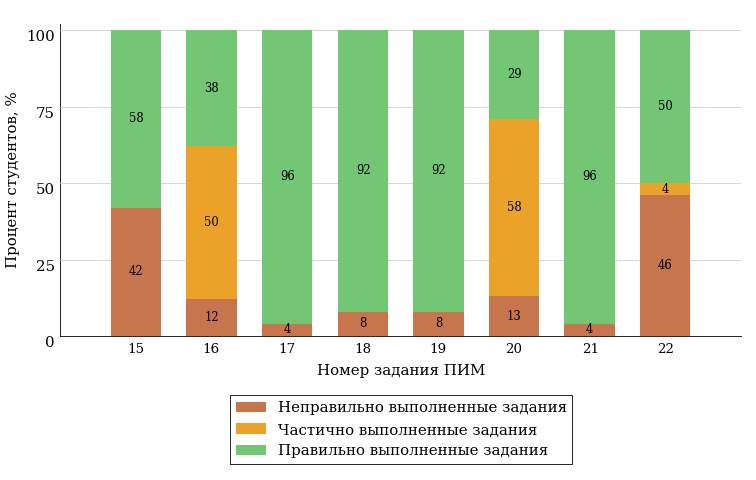 Процент студентов, %
100
75
50
25
0
58 38 96 92 92 29 96 50
42 50 4 8 8 58 4 4
12 13 46
15 16 17 18 19 20 21 22
Номер задания ПИМ
Неправильно выполненные задания
Частично выполненные задания
Правильно выполненные задания